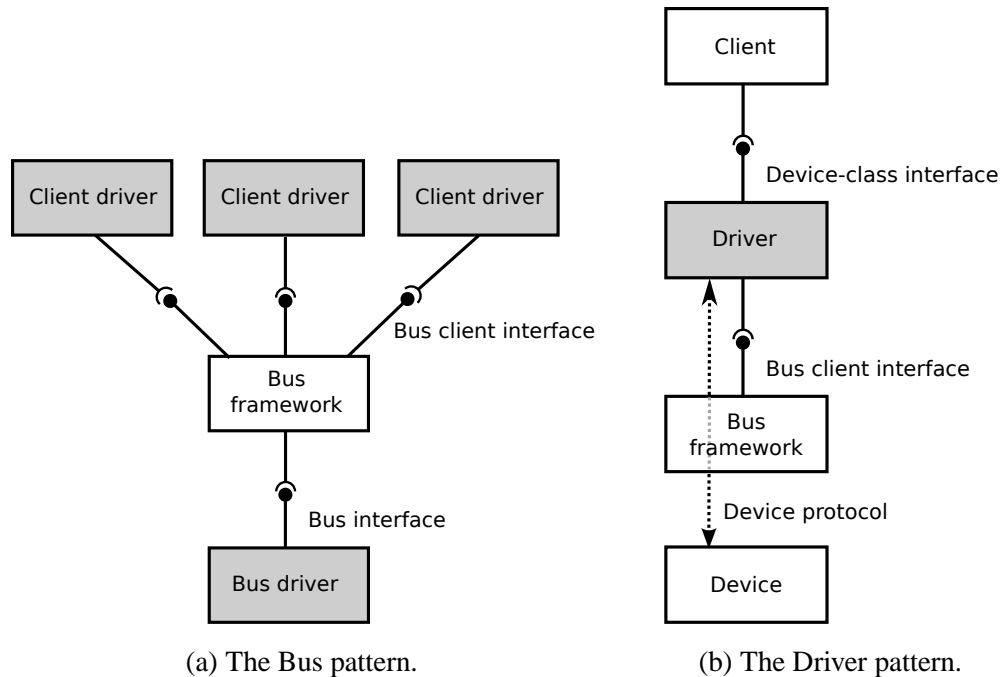 Client driver
Client driver
Client driver
Bus client interface
Bus
framework
Bus interface
Bus driver
(a) The Bus pattern.
Client
Device-class interface
Driver
Bus client interface
Bus
framework
Device protocol
Device
(b) The Driver pattern.